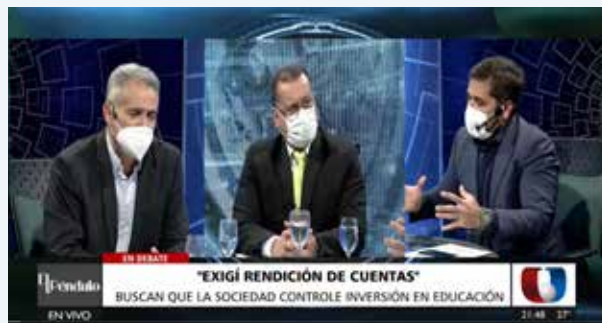 EN DEBATE
El Péndulo
"EXIGÍ RENDICIÓN DE CUENTAS"
BUSCAN QUE LA SOCIEDAD CONTROLE INVERSIÓN EN EDUCACIÓN
EN VIVO
21:48 37°